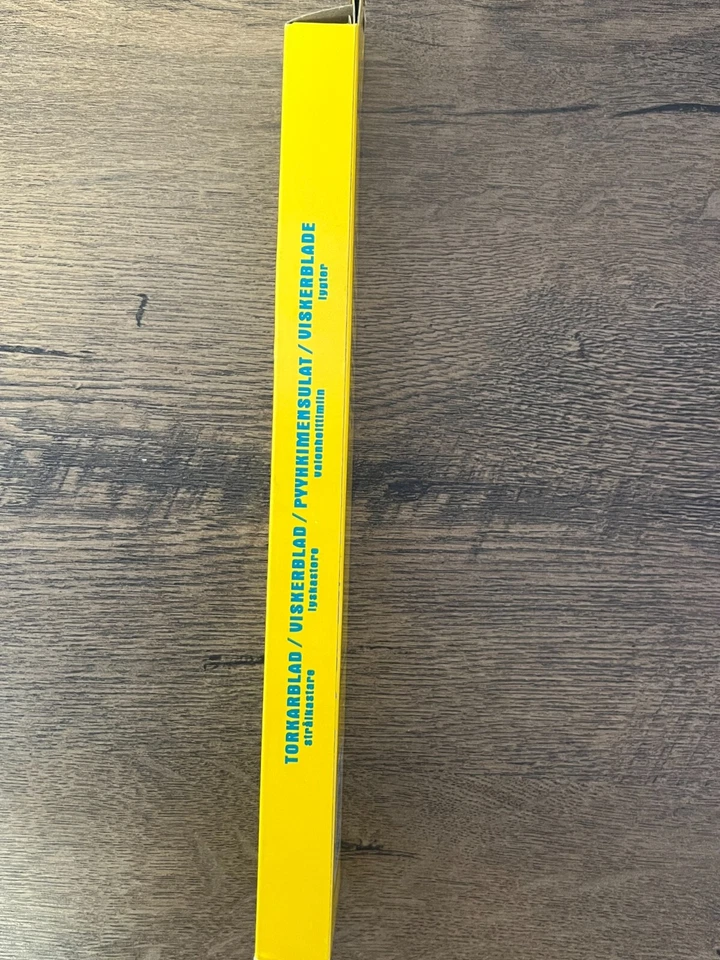 TORKARBLAD / VISKERBLAD / PYYHKIMENSULAT / VISKERBLADE
strålkastare lyskastere valonheittimiin lygter